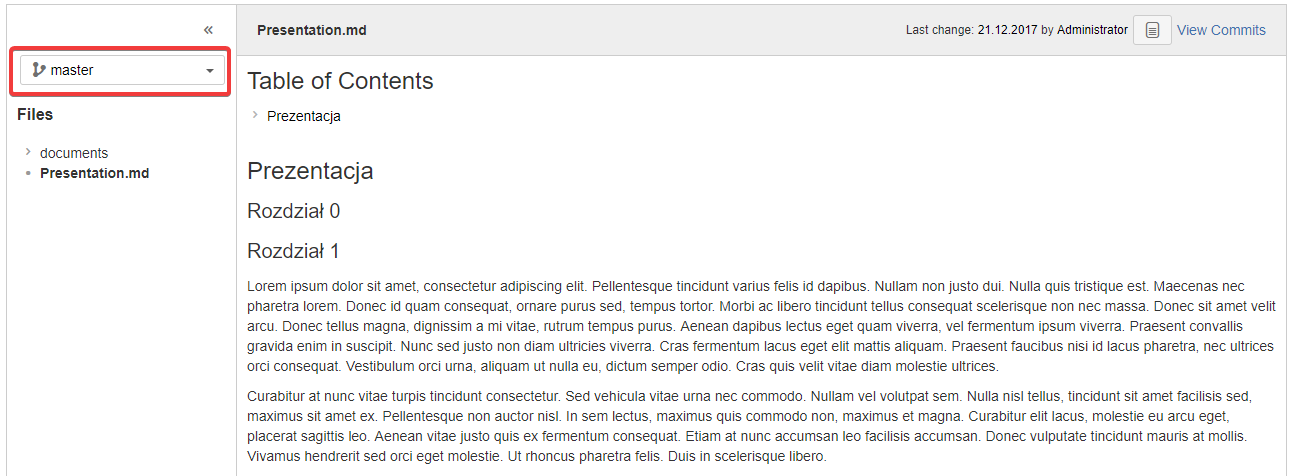 «
master
Files
documents
Presentation.md
Presentation.md
Last change: 21.12.2017 by Administrator View Commits
Table of Contents
Prezentacja
Prezentacja
Rozdział 0
Rozdział 1
Lorem ipsum dolor sit amet, consectetur adipiscing elit. Pellentesque tincidunt varius felis id dapibus. Nullam non justo dui. Nulla quis tristique est. Maecenas nec
pharetra lorem. Donec id quam consequat, ornare purus sed, tempus tortor. Morbi ac libero tincidunt tellus consequat scelerisque non nec massa. Donec sit amet velit
arcu. Donec tellus magna, dignissim a mi vitae, rutrum tempus purus. Aenean dapibus lectus eget quam viverra, vel fermentum ipsum viverra. Praesent convallis
gravida enim in suscipit. Nunc sed justo non diam ultricies viverra. Cras fermentum lacus eget elit mattis aliquam. Praesent faucibus nisi id lacus pharetra, nec ultrices
orci consequat. Vestibulum orci urna, aliquam ut nulla eu, dictum semper odio. Cras quis velit vitae diam molestie ultrices.
Curabitur at nunc vitae turpis tincidunt consectetur. Sed vehicula vitae urna nec commodo. Nullam vel volutpat sem. Nulla nisl tellus, tincidunt sit amet facilisis sed,
maximus sit amet ex. Pellentesque non auctor nisl. In sem lectus, maximus quis commodo non, maximus et magna. Curabitur elit lacus, molestie eu arcu eget,
placerat sagittis leo. Aenean vitae justo quis ex fermentum consequat. Etiam at nunc accumsan leo facilisis accumsan. Donec vulputate tincidunt mauris at mollis.
Vivamus hendrerit sed orci eget molestie. Ut rhoncus pharetra felis. Duis in scelerisque libero.